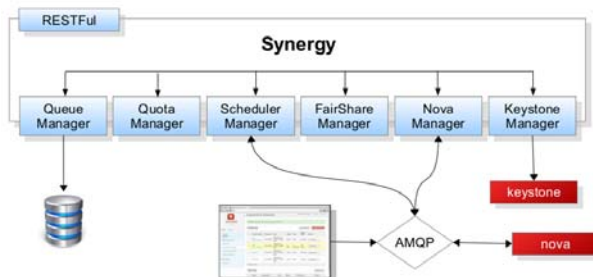 RESTFul
Synergy
Queue
Manager
Quota
Manager
Scheduler
Manager
FairShare
Manager
Nova
Manager
Keystone
Manager
keystone
AMQP
nova